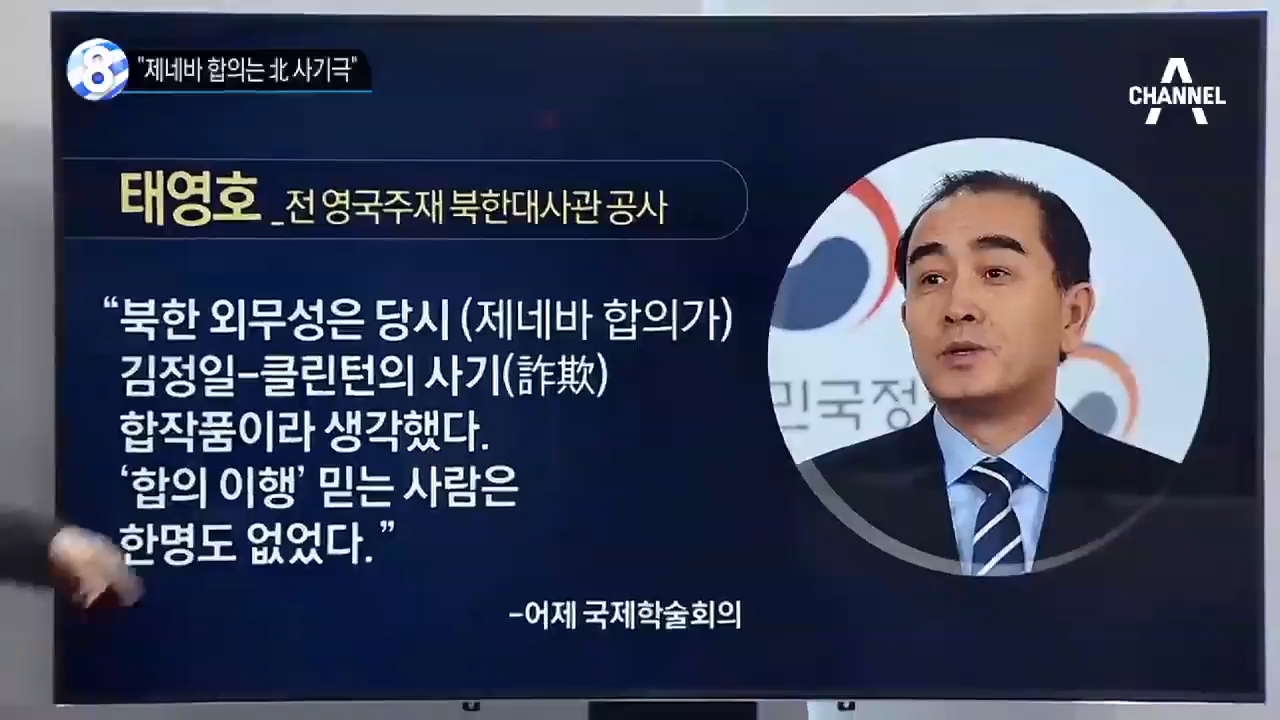 8 "제네바 합의는 北 사기극"
CHANNEL A
태영호 _전 영국주재 북한대사관 공사
“북한 외무성은 당시 (제네바 합의가)
김정일-클린턴의 사기(詐欺)
합작품이라 생각했다.
‘합의 이행’ 믿는 사람은
한명도 없었다.”
-어제 국제학술회의
민국정